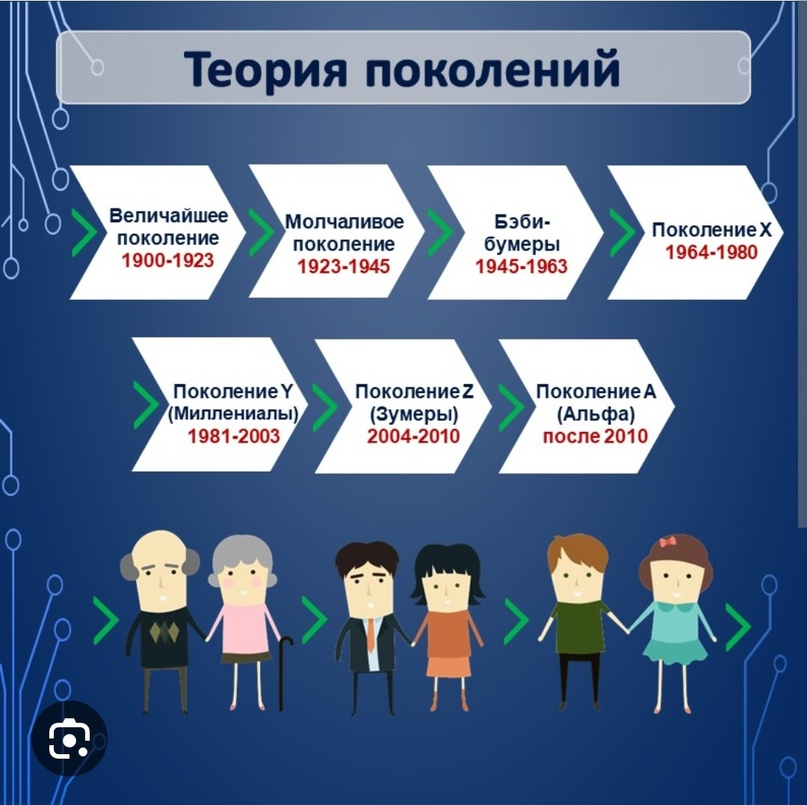 Теория поколений
Величайшее
поколение
1900-1923
Молчаливое
поколение
1923-1945
Бэби-
бумеры
1945-1963
Поколение X
1964-1980
Поколение Y
(Миллениалы)
1981-2003
Поколение Z
(Зумеры)
2004-2010
Поколение А
(Альфа)
после 2010